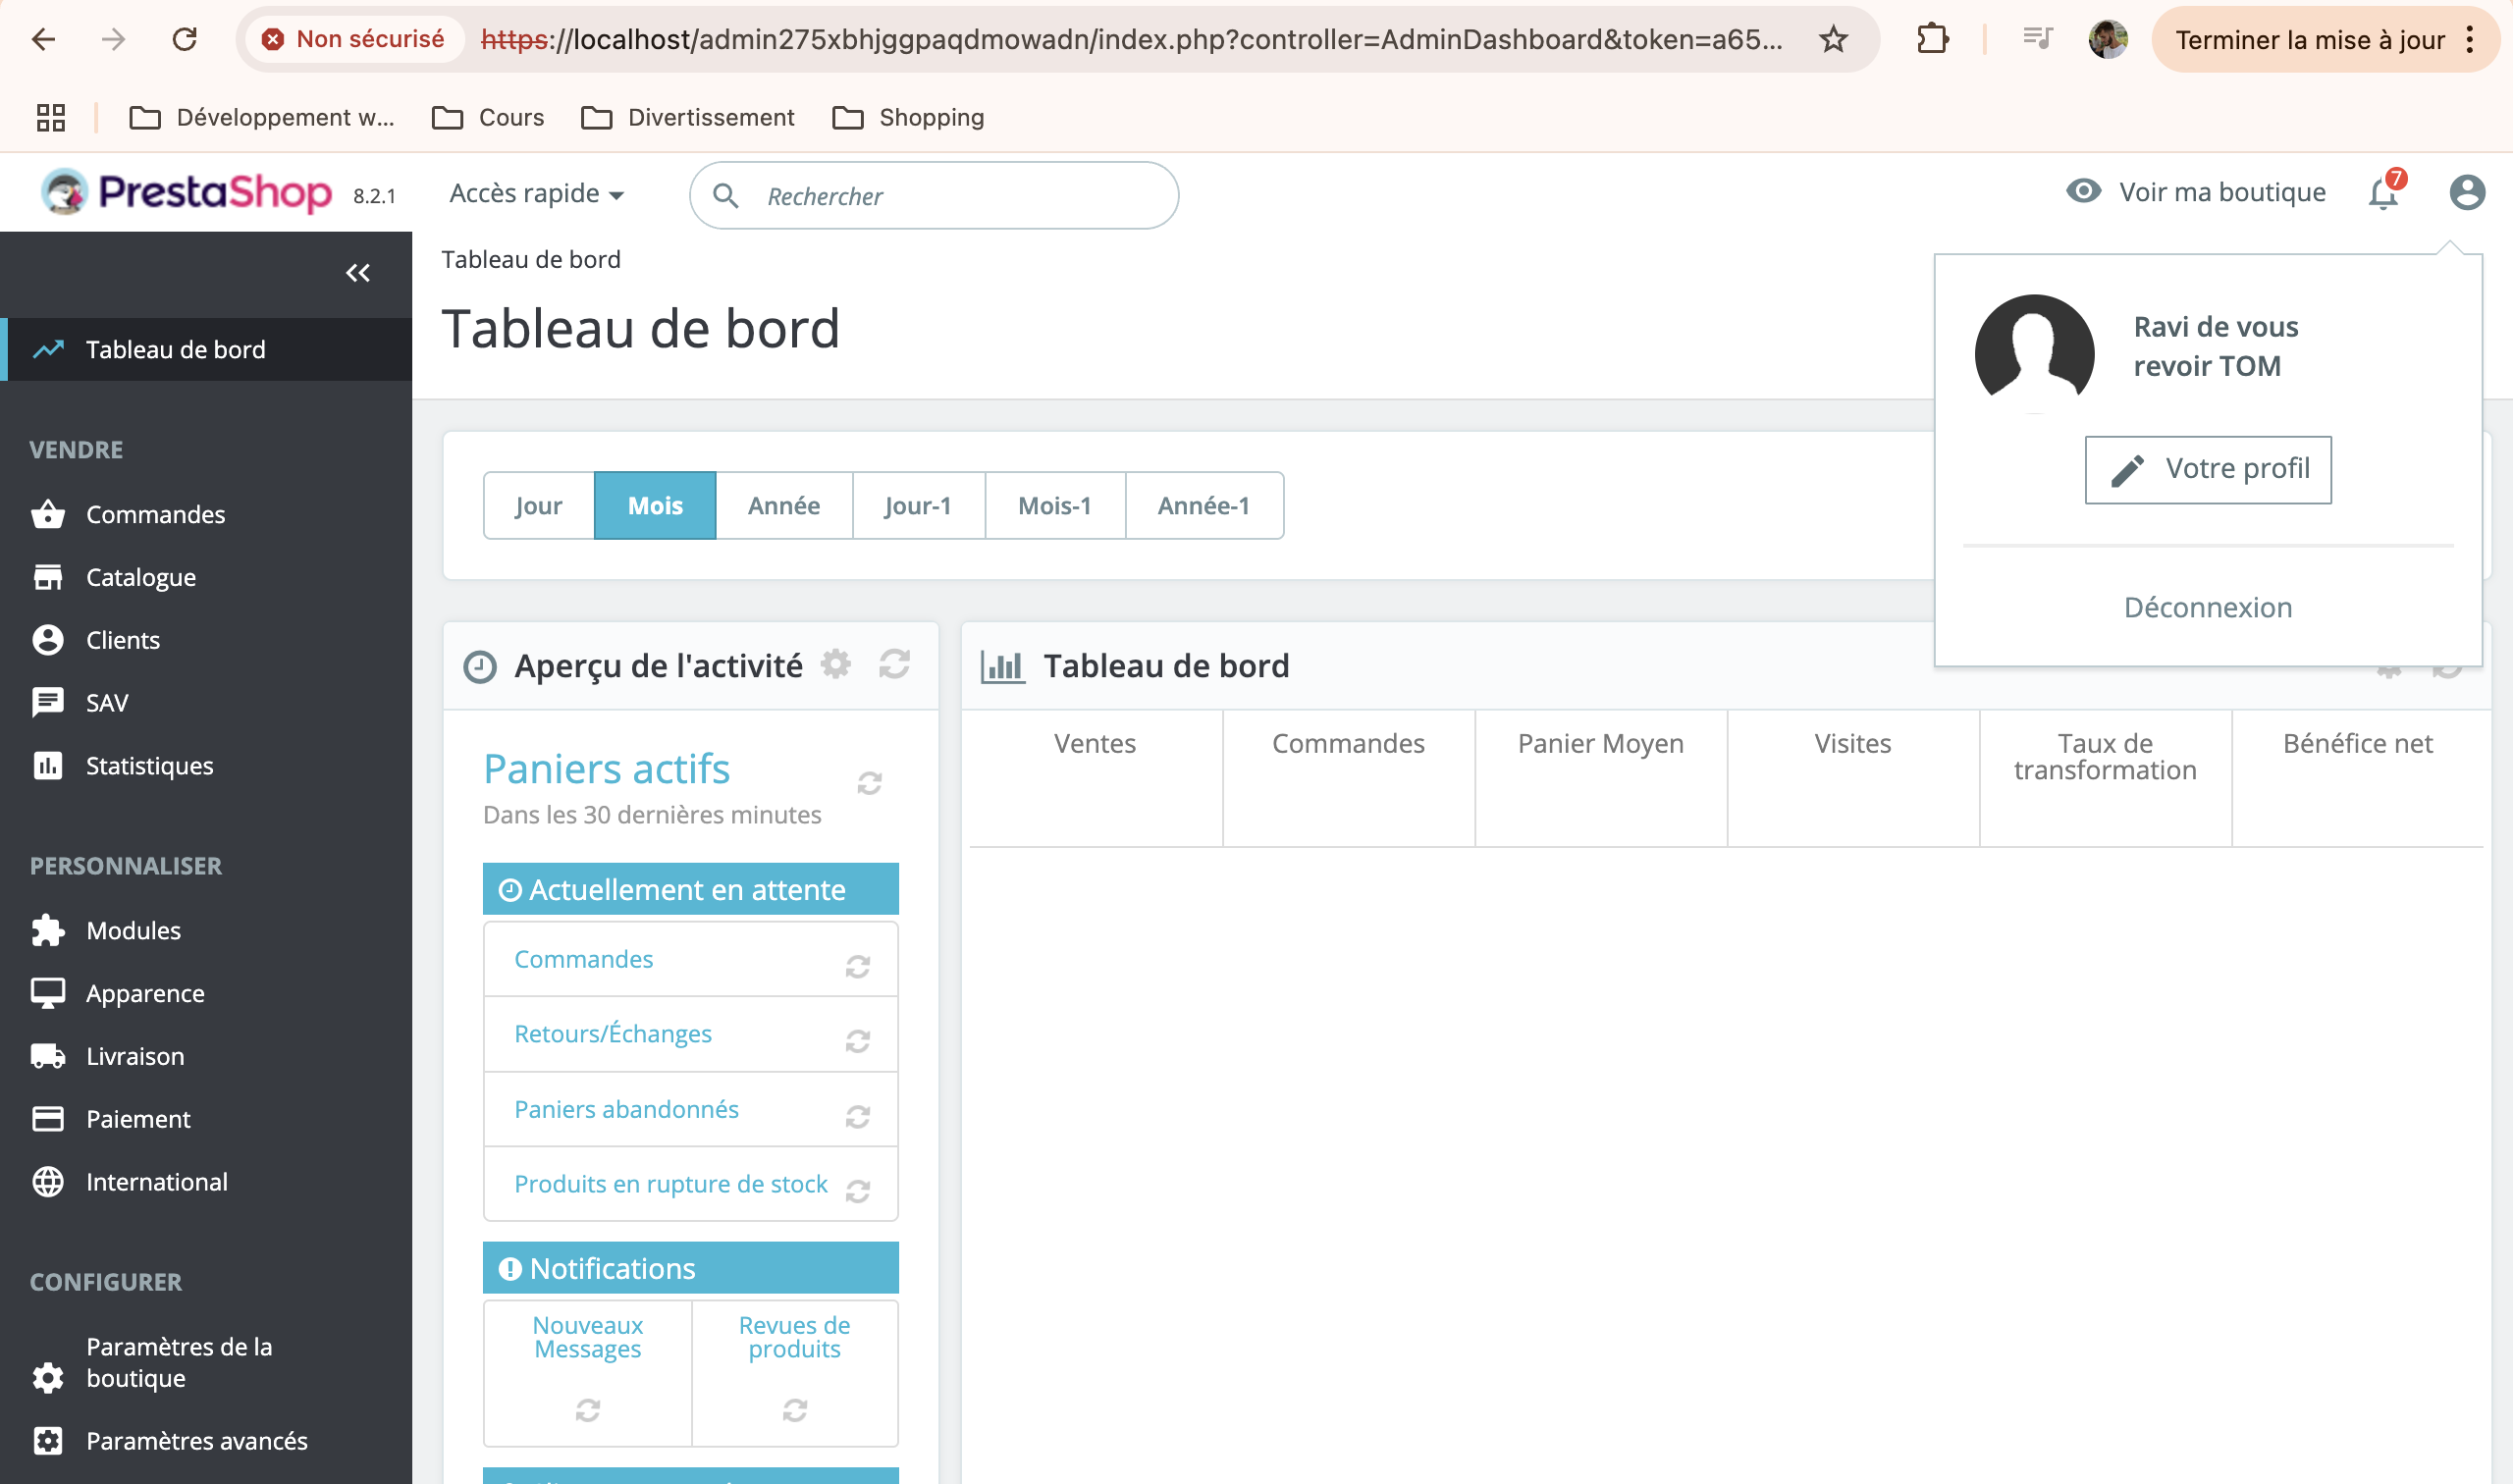 Non sécurisé
https://localhost/admin275xbhjggpaqdmowadn/index.php?controller=AdminDashboard&token=a65...
Terminer la mise à jour
Développement w...
Cours
Divertissement
Shopping
PrestaShop
8.2.1
Accès rapide
Rechercher
Voir ma boutique
7
Tableau de bord
Tableau de bord
Ravi de vous
revoir TOM
Votre profil
Déconnexion
Tableau de bord
VENDRE
Commandes
Catalogue
Clients
SAV
Statistiques
PERSONNALISER
Modules
Apparence
Livraison
Paiement
International
CONFIGURER
Paramètres de la
boutique
Paramètres avancés
Jour
Mois
Année
Jour-1
Mois-1
Année-1
Aperçu de l'activité
Paniers actifs
Dans les 30 dernières minutes
Actuellement en attente
Commandes
Retours/Échanges
Paniers abandonnés
Produits en rupture de stock
Notifications
Nouveaux
Messages
Revues de
produits
Tableau de bord
Ventes
Commandes
Panier Moyen
Visites
Taux de
transformation
Bénéfice net